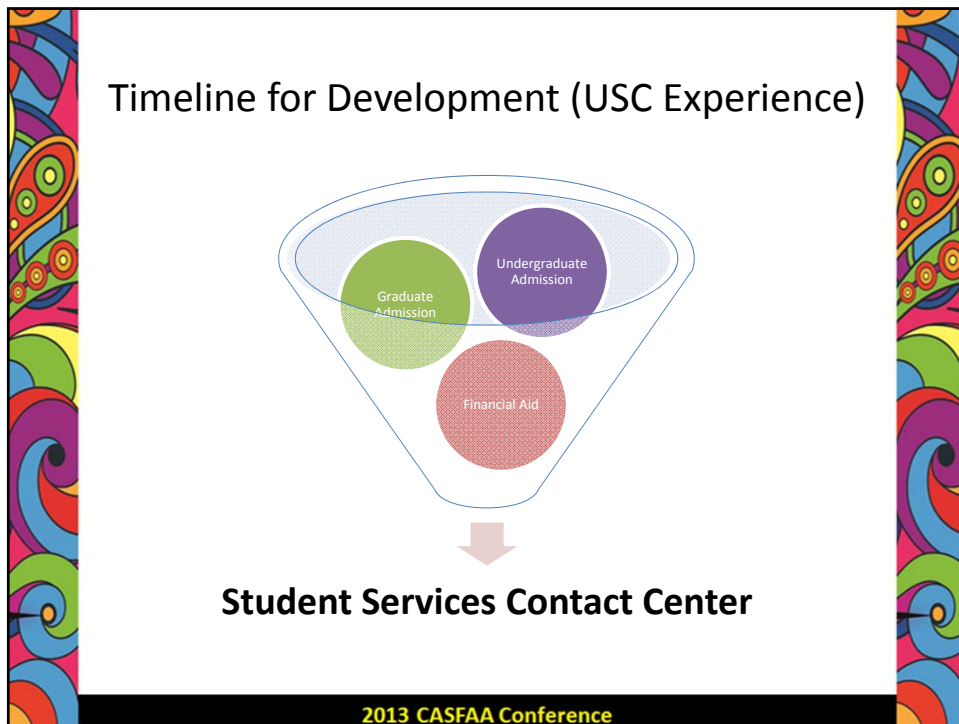 Timeline for Development (USC Experience)
Undergraduate
Admission
Graduate
Admission
Financial Aid
Student Services Contact Center
2013 CASFAA Conference